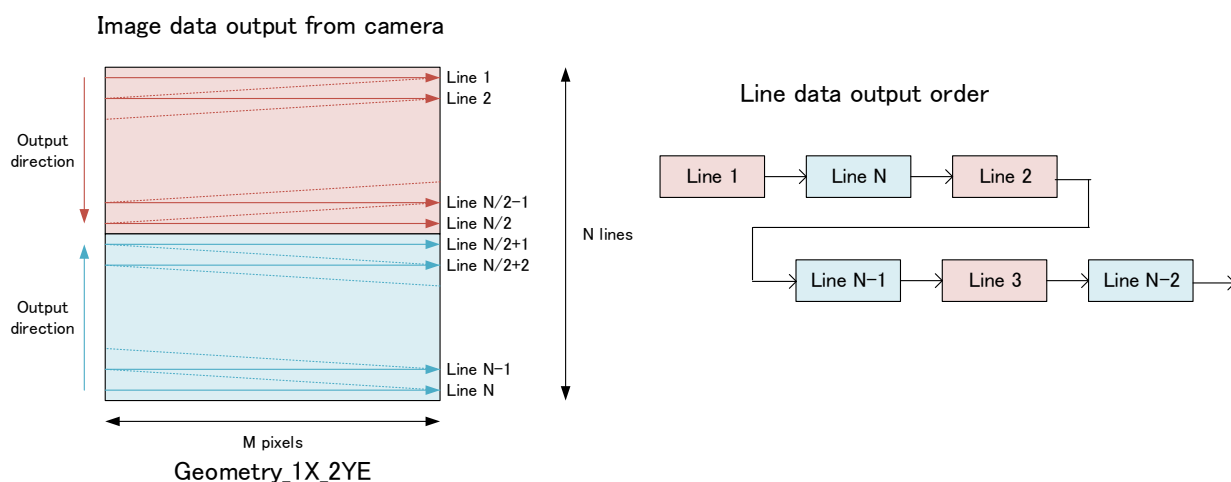 Image data output from camera
Line 1
Line 2
Output
direction
Line N/2-1
Line N/2
Line N/2+1
Line N/2+2
Output
direction
Line N-1
Line N
N lines
M pixels
Geometry_1X_2YE
Line data output order
Line 1
Line N
Line 2
Line N-1
Line 3
Line N-2